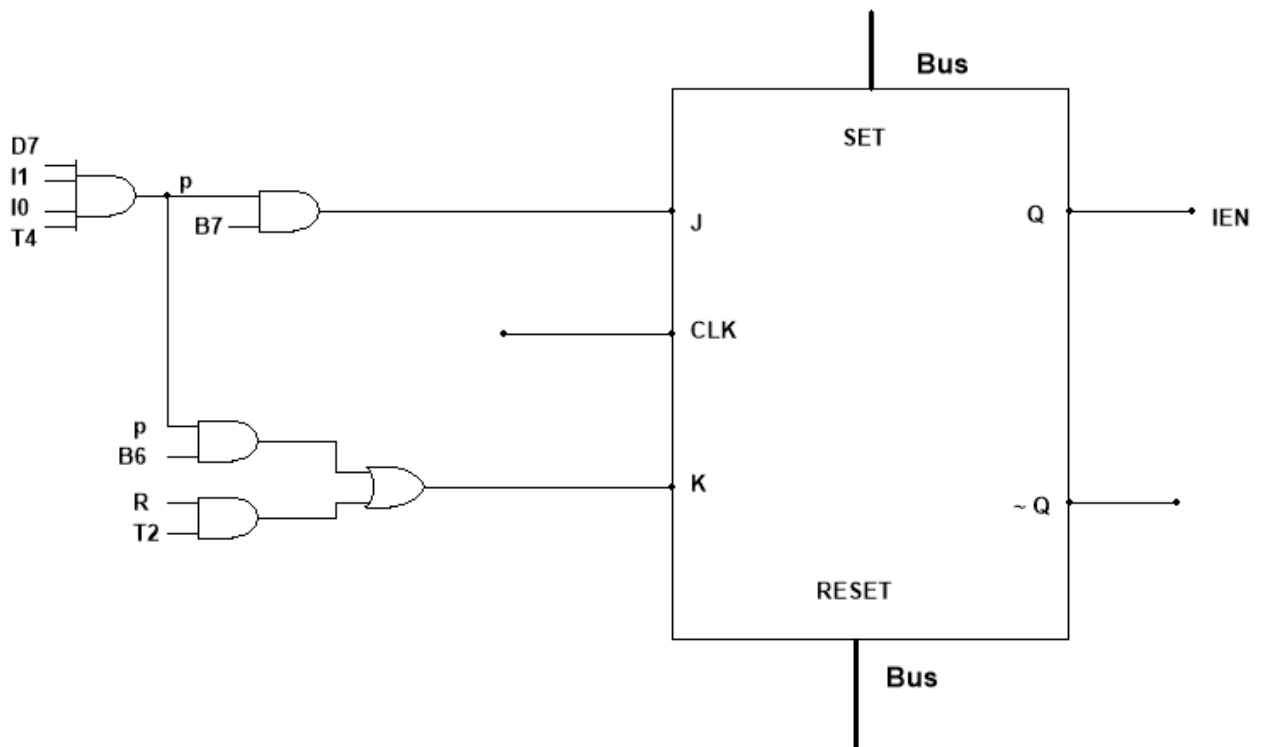 Bus
SET
D7
I1
I0
T4
p
B7
J
Q
IEN
CLK
p
B6
R
T2
K
~ Q
RESET
Bus